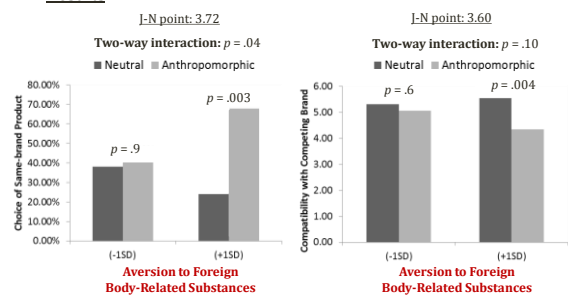 J-N point: 3.72
Two-way interaction: p = .04
Neutral Anthropomorphic
Choice of Same-brand Product
80.00%
70.00%
60.00%
50.00%
40.00%
30.00%
20.00%
10.00%
0.00%
p = .9
p = .003
(-1SD)
(+1SD)
Aversion to Foreign
Body-Related Substances
J-N point: 3.60
Two-way interaction: p = .10
Neutral Anthropomorphic
Compatibility with Competing Brand
6.00
5.00
4.00
3.00
2.00
1.00
0.00
p = .6
p = .004
(-1SD)
(+1SD)
Aversion to Foreign
Body-Related Substances